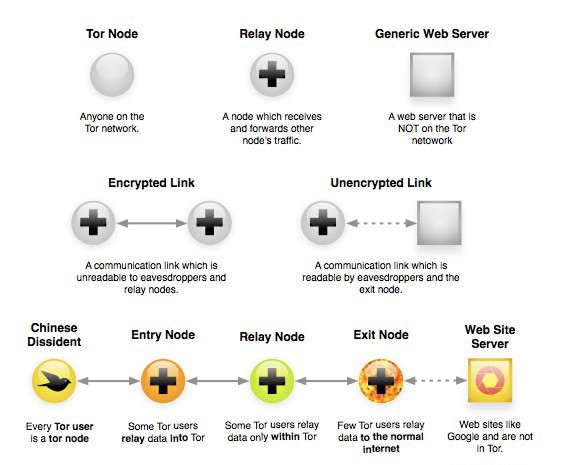 Tor Node
Relay Node
Generic Web Server
Anyone on the
Tor network.
A node which receives
and forwards other
node's traffic.
A web server that is
NOT on the Tor
netowork
Encrypted Link
Unencrypted Link
A communication link which is
unreadable to eavesdroppers and
relay nodes.
A communication link which is
readable by eavesdroppers and the
exit node.
Chinese
Dissident
Entry Node
Relay Node
Exit Node
Web Site
Server
Every Tor user
is a tor node
Some Tor users
relay data into Tor
Some Tor users relay
data only within Tor
Few Tor users relay
data to the normal
internet
Web sites like
Google and are not
in Tor.